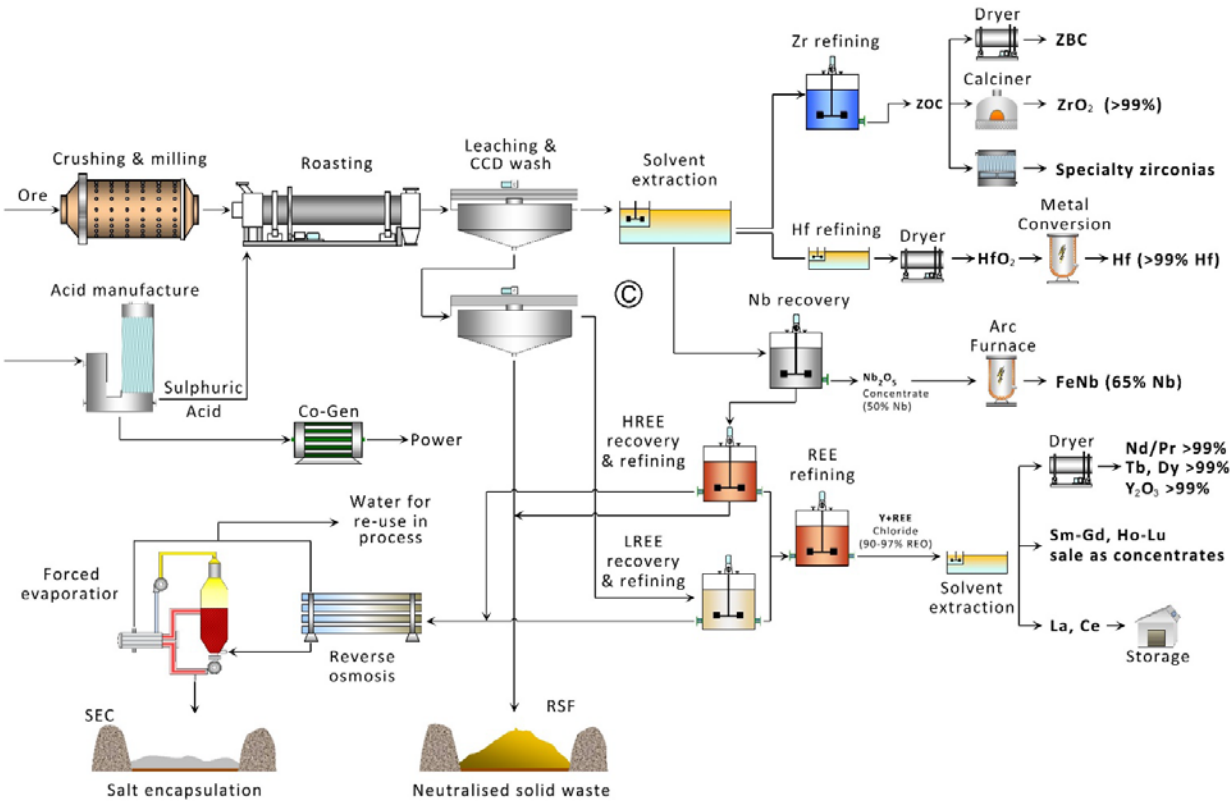 Dryer
ZBC
Zr refining
Calciner
ZOC
ZrO₂ (>99%)
Leaching &
CCD wash
Crushing & milling
Roasting
Solvent
extraction
Specialty zirconias
Ore
Metal
Conversion
Hf refining
Dryer
HfO₂
Hf (>99% Hf)
Acid manufacture
©
Nb recovery
Arc
Furnace
Sulphuric
Acid
Nb₂O₅
Concentrate
(50% Nb)
FeNb (65% Nb)
Co-Gen
Power
HREE
recovery
& refining
REE
refining
Dryer
Nd/Pr >99%
Tb, Dy >99%
Y₂O₃ >99%
Water for
re-use in
process
Y+REE
Chloride
(90-97% REO)
LREE
recovery
& refining
Sm-Gd, Ho-Lu
sale as concentrates
Forced
evaporatior
Solvent
extraction
La, Ce
Storage
Reverse
osmosis
SEC
RSF
Salt encapsulation
Neutralised solid waste